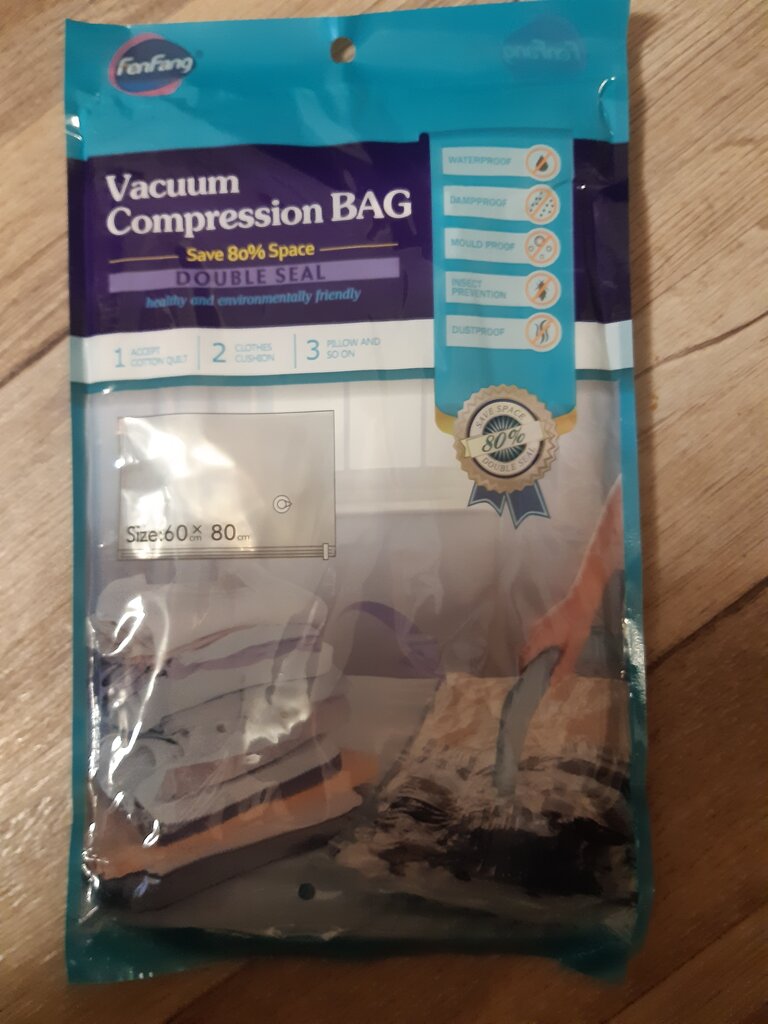 FenFang
Vacuum
Compression BAG
Save 80% Space
DOUBLE SEAL
healthy and environmentally friendly
1 ACCEPT COTTON QUILT
2 CLOTHES CUSHION
3 PILLOW AND SO ON
WATERPROOF
DAMPPROOF
MOULD PROOF
INSECT
PREVENTION
DUSTPROOF
SAVE SPACE
80%
DOUBLE SEAL
Size:60cm × 80cm